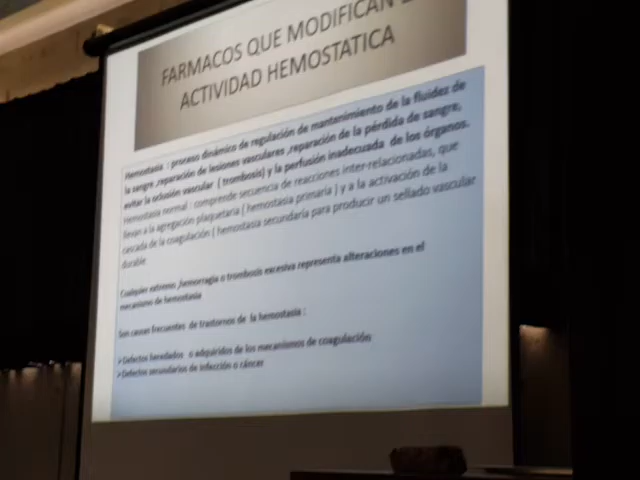 FARMACOS QUE MODIFICAN
ACTIVIDAD HEMOSTATICA
Hemostasia : proceso dinámico de regulación de mantenimiento de la fluidez de
la sangre ,reparación de lesiones vasculares ,reparación de la pérdida de sangre,
evitar la oclusión vascular ( trombosis) y la perfusión inadecuada de los órganos.
Hemostasia normal : comprende secuencia de reacciones inter-relacionadas, que
llevan a la agregación plaquetaria ( hemostasia primaria ) y a la activación de la
cascada de la coagulación ( hemostasia secundaria para producir un sellado vascular
durable
Cualquier extremo ,hemorragia o trombosis excesiva representa alteraciones en el
mecanismo de hemostasia
Son causas frecuentes de trastornos de la hemostasia :
➢Defectos heredados o adquiridos de los mecanismos de coagulación
➢Defectos secundarios de infección o cáncer